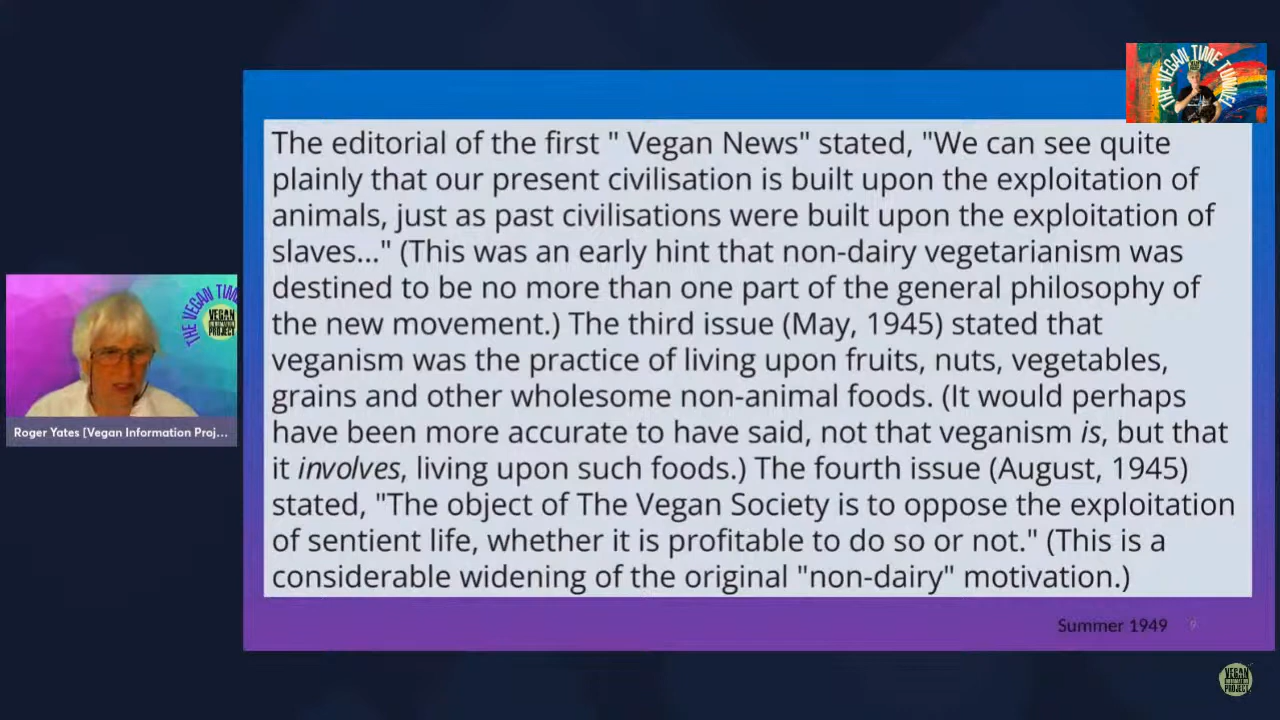 THE VEGAN TIME TUNNEL
The editorial of the first " Vegan News" stated, "We can see quite
plainly that our present civilisation is built upon the exploitation of
animals, just as past civilisations were built upon the exploitation of
slaves..." (This was an early hint that non-dairy vegetarianism was
destined to be no more than one part of the general philosophy of
the new movement.) The third issue (May, 1945) stated that
veganism was the practice of living upon fruits, nuts, vegetables,
grains and other wholesome non-animal foods. (It would perhaps
have been more accurate to have said, not that veganism is, but that
it involves, living upon such foods.) The fourth issue (August, 1945)
stated, "The object of The Vegan Society is to oppose the exploitation
of sentient life, whether it is profitable to do so or not." (This is a
considerable widening of the original "non-dairy" motivation.)
Summer 1949 9
THE VEGAN TIME
VEGAN
PROJECT
Roger Yates [Vegan Information Proj...
VEGAN
PROJECT